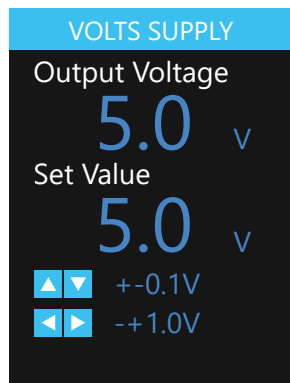 VOLTS SUPPLY
Output Voltage
5.0 V
Set Value
5.0 V
+-0.1V
-+1.0V